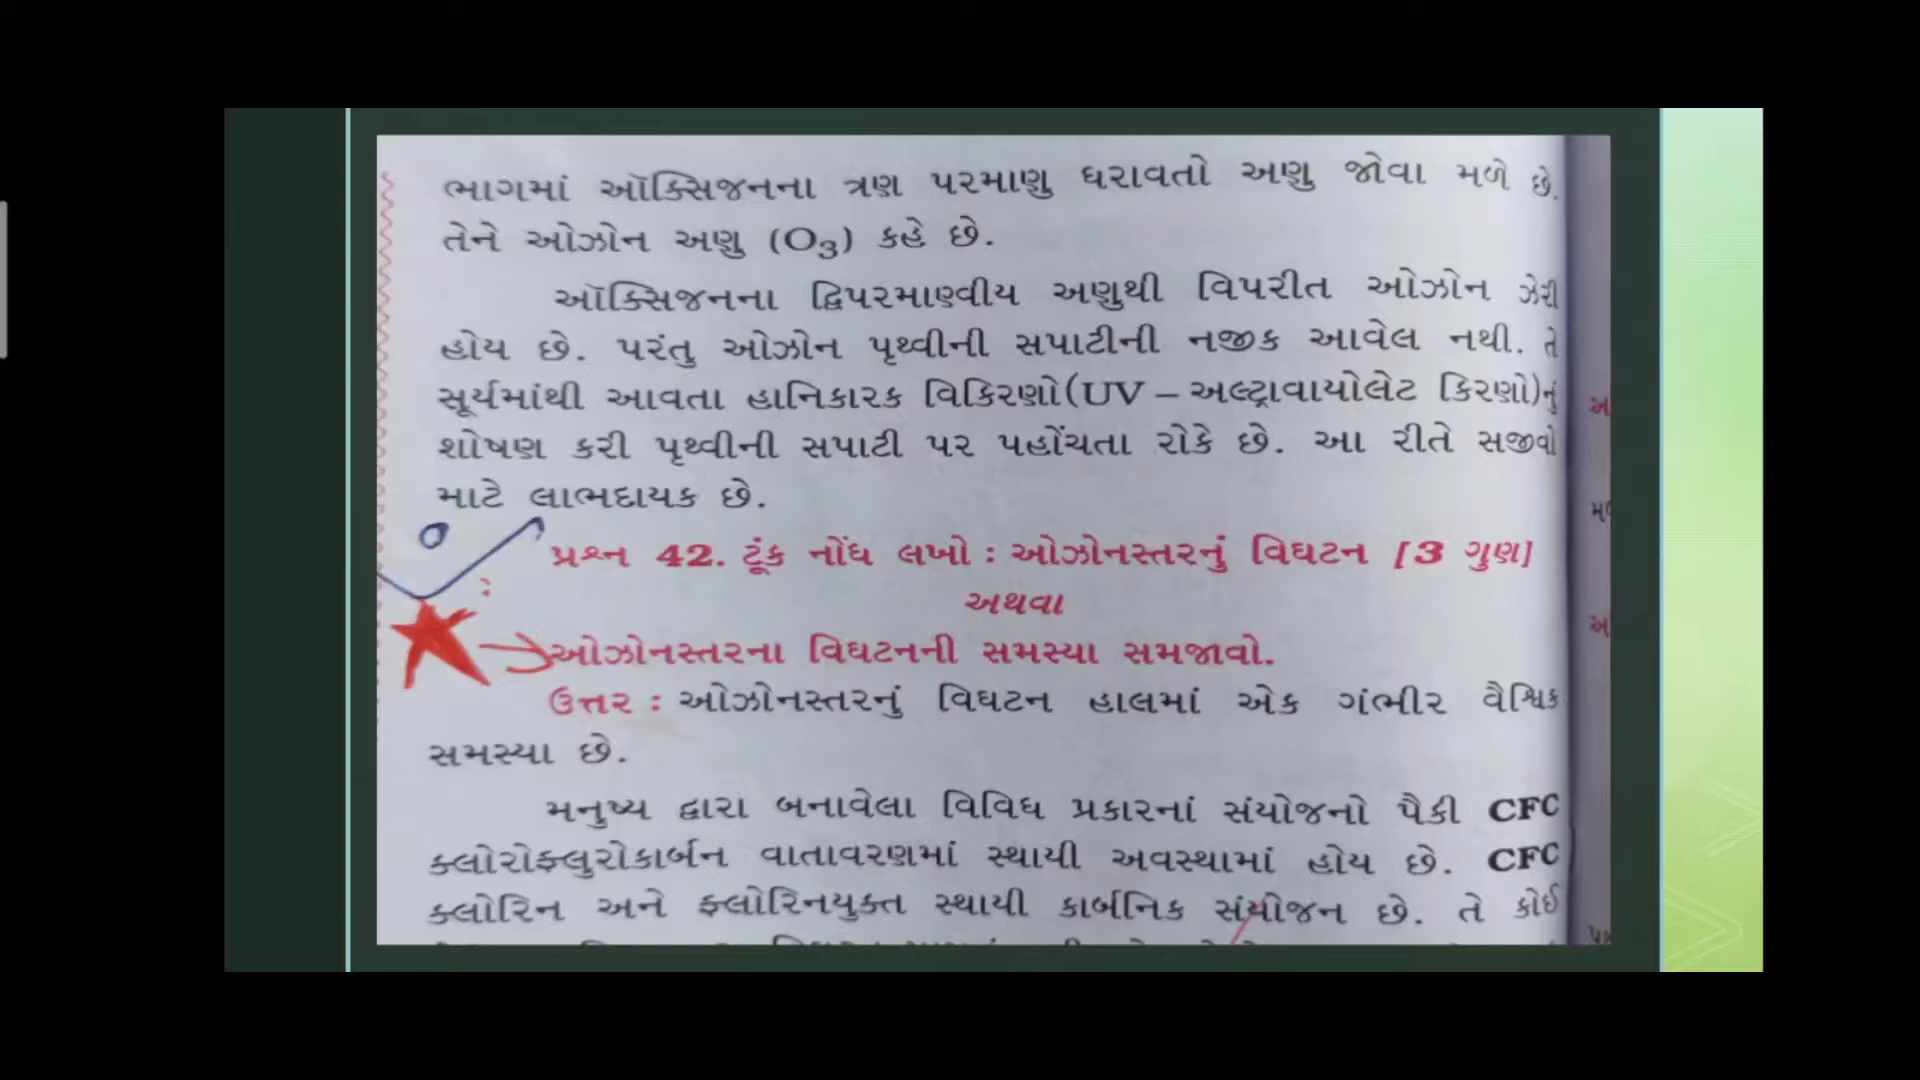 ભાગમાં ઑક્સિજનના ત્રણ પરમાણુ ધરાવતો અણુ જોવા મળે છે.
તેને ઓઝોન અણુ (O₃) કહે છે.
ઑક્સિજનના દ્વિપરમાણ્વીય અણુથી વિપરીત ઓઝોન ઝેરી
હોય છે. પરંતુ ઓઝોન પૃથ્વીની સપાટીની નજીક આવેલ નથી. તે
સૂર્યમાંથી આવતા હાનિકારક વિકિરણો(UV – અલ્ટ્રાવાયોલેટ કિરણો)નું
શોષણ કરી પૃથ્વીની સપાટી પર પહોંચતા રોકે છે. આ રીતે સજીવો
માટે લાભદાયક છે.
પ્રશ્ન 42. ટૂંક નોંધ લખો : ઓઝોનસ્તરનું વિઘટન [3 ગુણ]
અથવા
ઓઝોનસ્તરના વિઘટનની સમસ્યા સમજાવો.
ઉત્તર : ઓઝોનસ્તરનું વિઘટન હાલમાં એક ગંભીર વૈશ્વિક
સમસ્યા છે.
મનુષ્ય દ્વારા બનાવેલા વિવિધ પ્રકારનાં સંયોજનો પૈકી CFC
ક્લોરોફ્લુરોકાર્બન વાતાવરણમાં સ્થાયી અવસ્થામાં હોય છે. CFC
ક્લોરિન અને ફ્લોરિનયુક્ત સ્થાયી કાર્બનિક સંયોજન છે. તે કોઈ